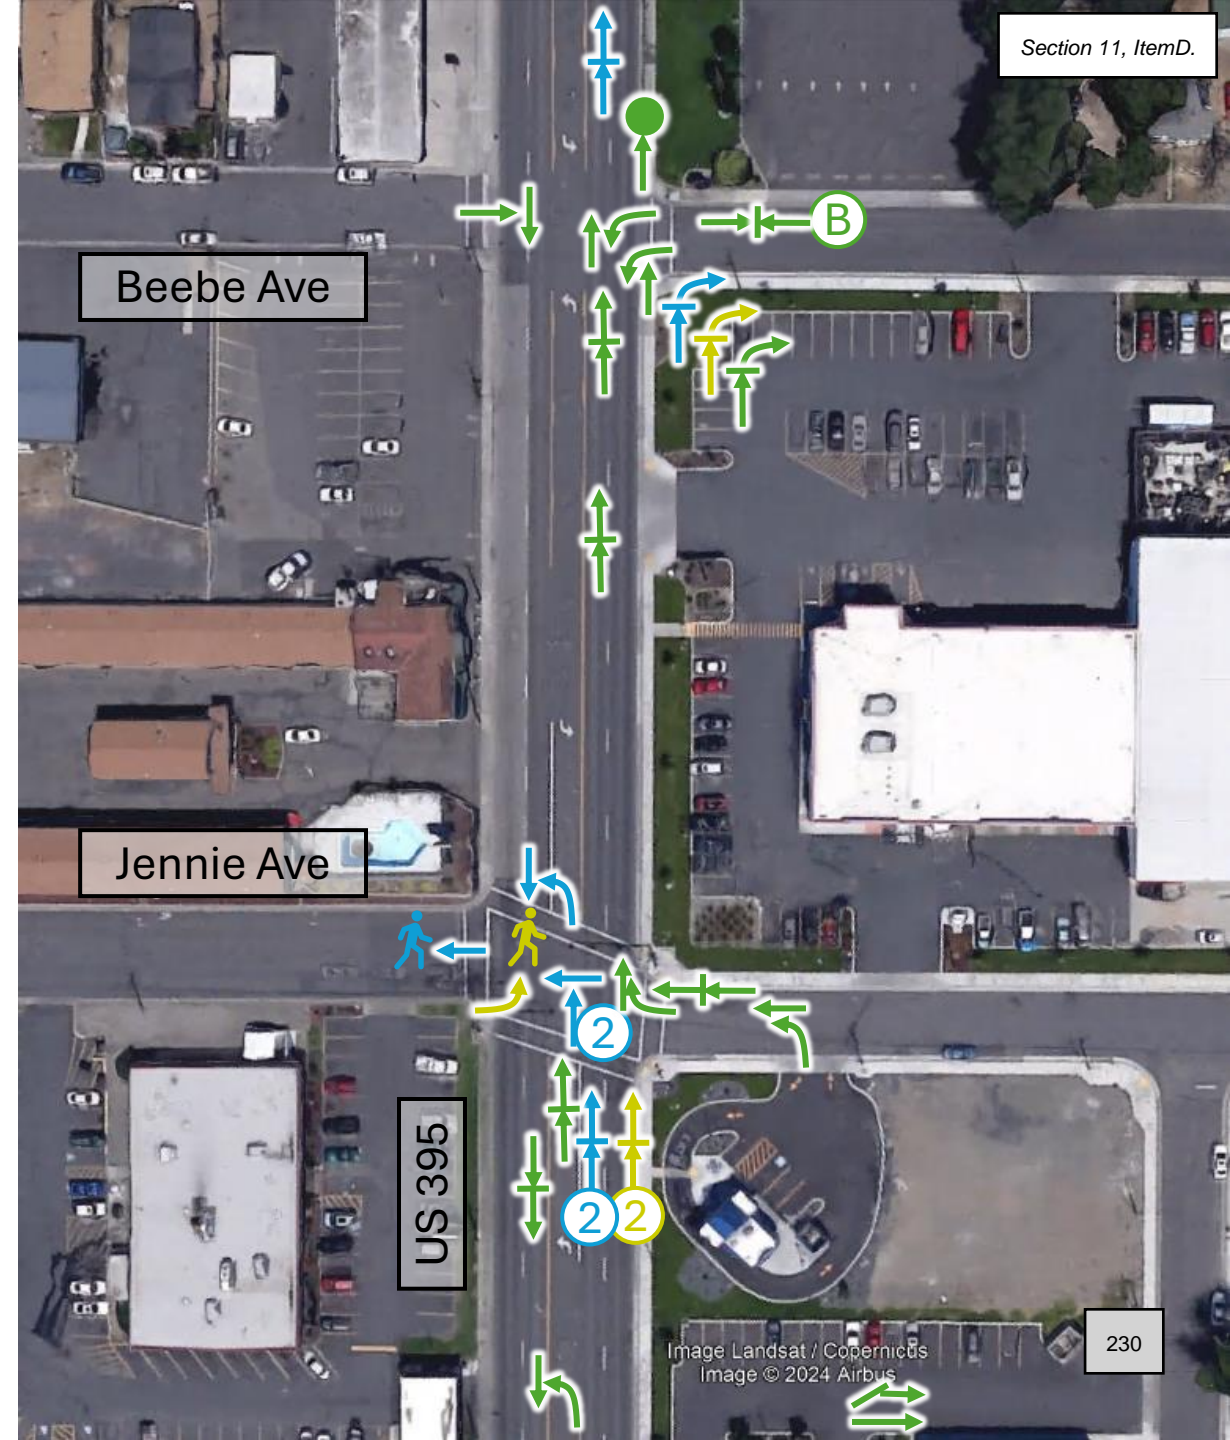 Section 11, ItemD.
B
Beebe Ave
Jennie Ave
2
US 395
2
2
230
Image Landsat / Copernicus
Image © 2024 Airbus